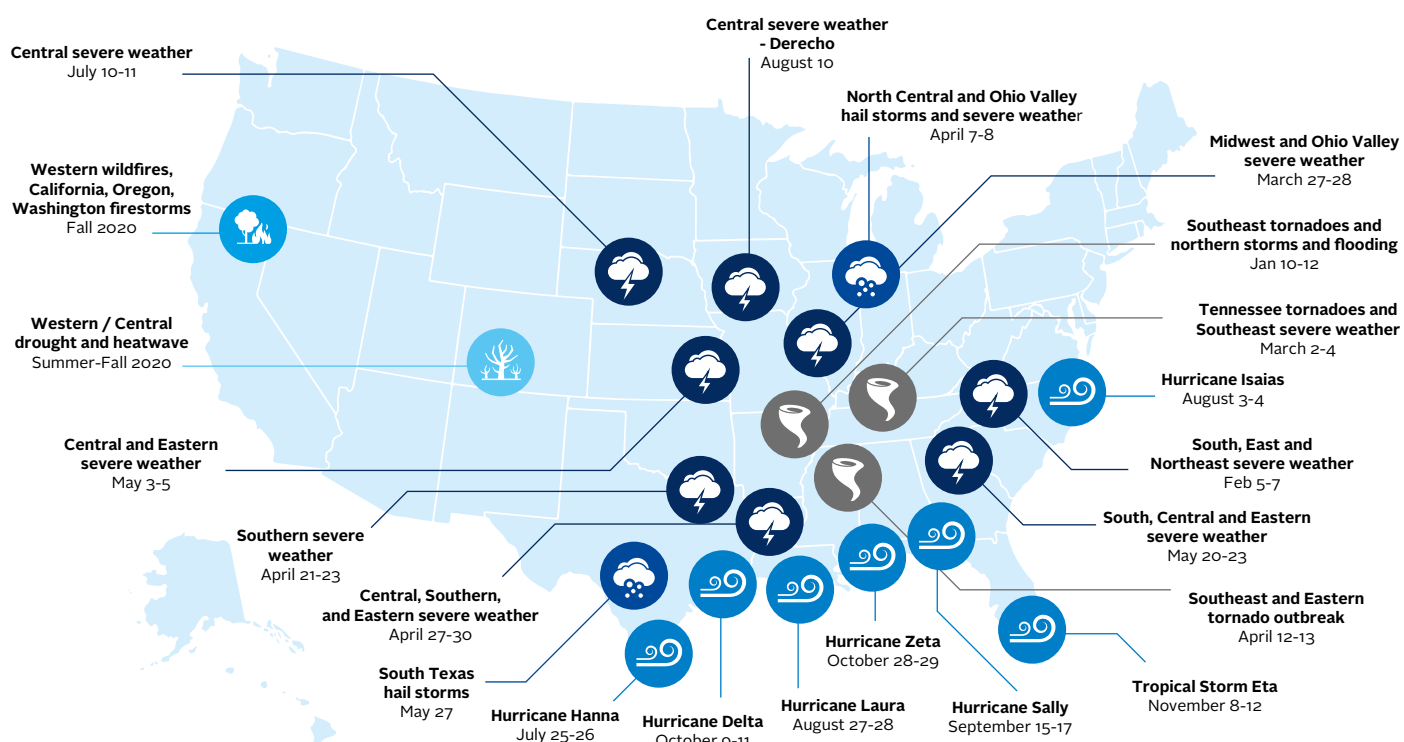 Central severe weather
July 10-11
Central severe weather
- Derecho
August 10
North Central and Ohio Valley
hail storms and severe weather
April 7-8
Midwest and Ohio Valley
severe weather
March 27-28
Western wildfires,
California, Oregon,
Washington firestorms
Fall 2020
Southeast tornadoes and
northern storms and flooding
Jan 10-12
Western / Central
drought and heatwave
Summer-Fall 2020
Tennessee tornadoes and
Southeast severe weather
March 2-4
Hurricane Isaias
August 3-4
Central and Eastern
severe weather
May 3-5
South, East and
Northeast severe weather
Feb 5-7
Southern severe
weather
April 21-23
South, Central and Eastern
severe weather
May 20-23
Central, Southern,
and Eastern severe weather
April 27-30
Southeast and Eastern
tornado outbreak
April 12-13
South Texas
hail storms
May 27
Hurricane Hanna
July 25-26
Hurricane Delta
October 9-11
Hurricane Laura
August 27-28
Hurricane Zeta
October 28-29
Hurricane Sally
September 15-17
Tropical Storm Eta
November 8-12